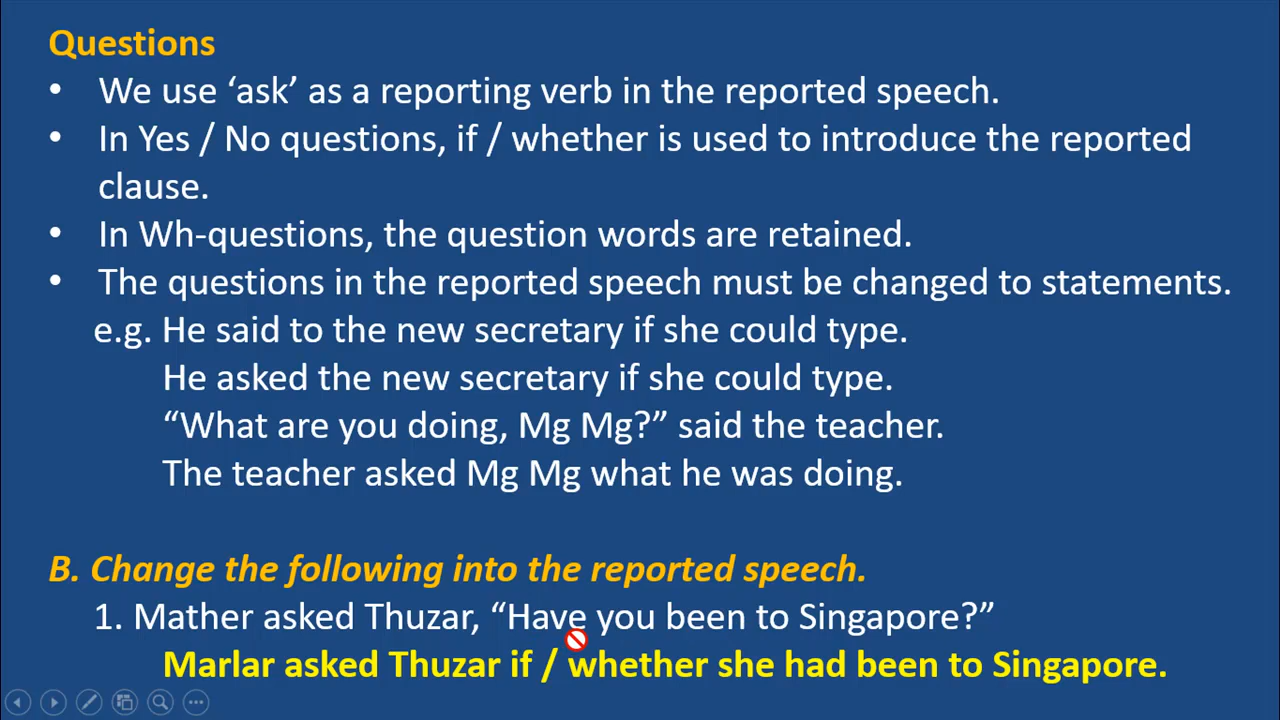 Questions
• We use ‘ask’ as a reporting verb in the reported speech.
• In Yes / No questions, if / whether is used to introduce the reported
clause.
• In Wh-questions, the question words are retained.
• The questions in the reported speech must be changed to statements.
e.g. He said to the new secretary if she could type.
He asked the new secretary if she could type.
“What are you doing, Mg Mg?” said the teacher.
The teacher asked Mg Mg what he was doing.
B. Change the following into the reported speech.
1. Mather asked Thuzar, “Have you been to Singapore?”
Marlar asked Thuzar if / whether she had been to Singapore.